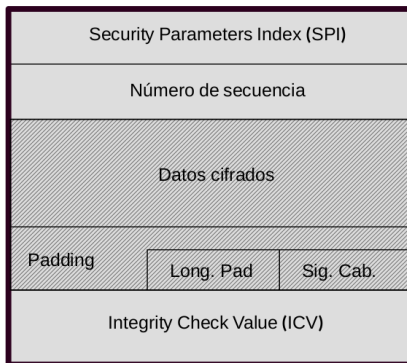 Security Parameters Index (SPI)
Número de secuencia
Datos cifrados
Padding
Long. Pad
Sig. Cab.
Integrity Check Value (ICV)